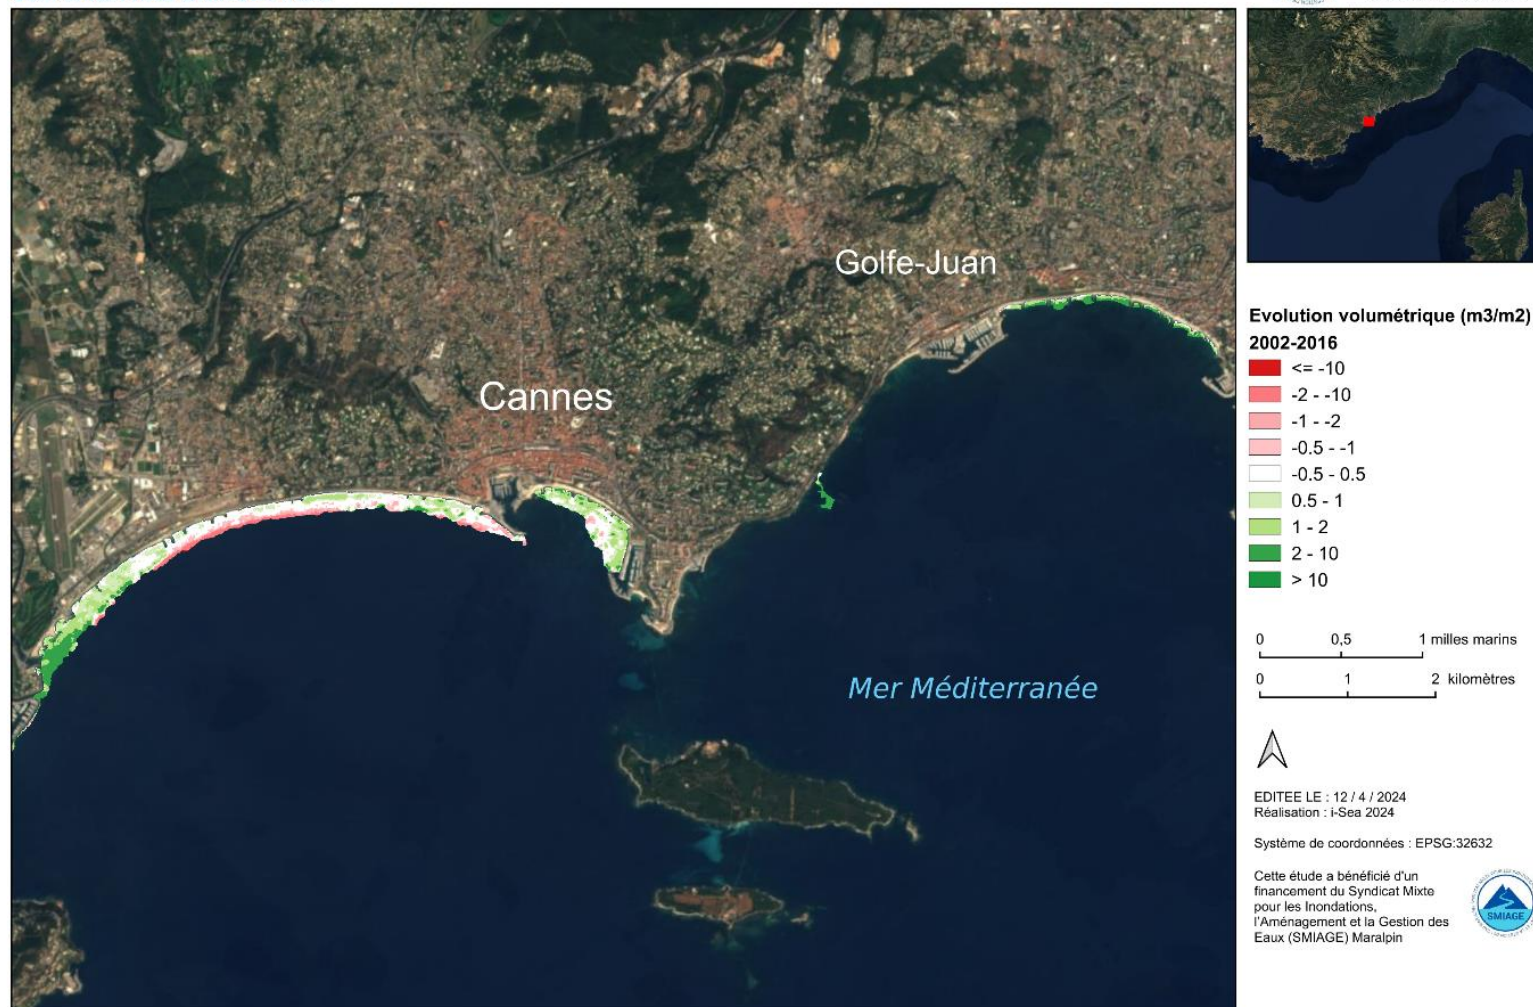 Golfe-Juan
Cannes
Mer Méditerranée
Evolution volumétrique (m3/m2)
2002-2016
<= -10
-2 - -10
-1 - -2
-0.5 - -1
-0.5 - 0.5
0.5 - 1
1 - 2
2 - 10
> 10
0 0,5 1 milles marins
0 1 2 kilomètres
EDITEE LE : 12 / 4 / 2024
Réalisation : i-Sea 2024
Système de coordonnées : EPSG:32632
Cette étude a bénéficié d'un
financement du Syndicat Mixte
pour les Inondations,
l'Aménagement et la Gestion des
Eaux (SMIAGE) Maralpin
SMIAGE